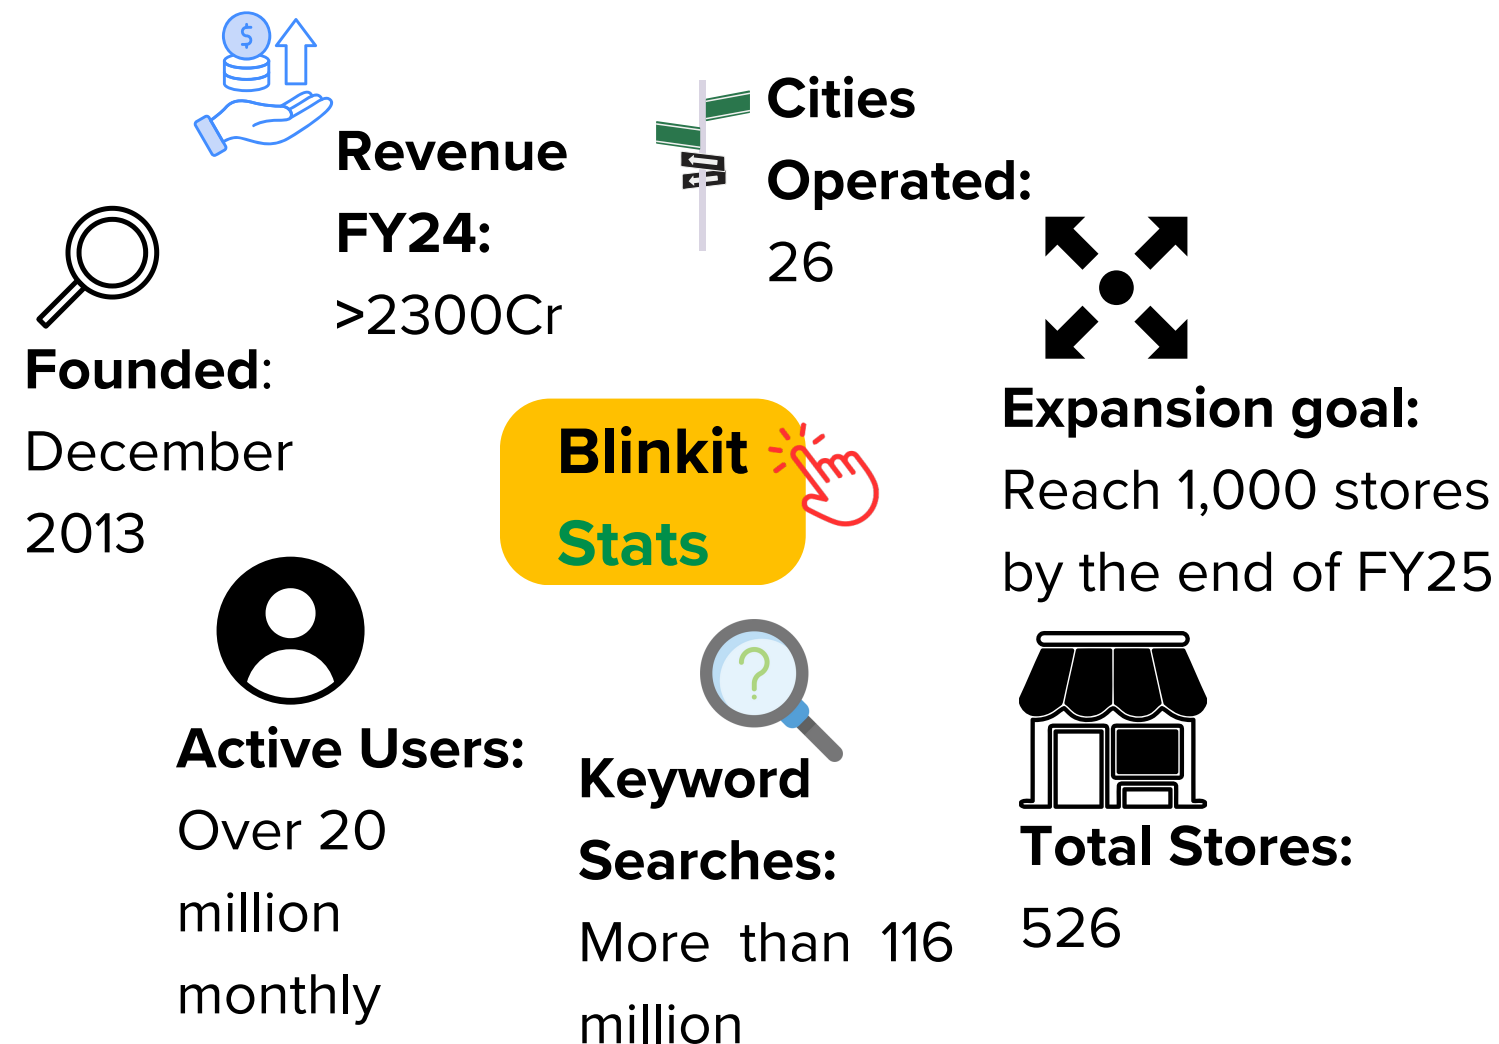 $
Revenue
FY24:
>2300Cr
Cities
Operated:
26
Founded:
December
2013
Blinkit
Stats
Expansion goal:
Reach 1,000 stores
by the end of FY25
Active Users:
Over 20
million
monthly
?
Keyword
Searches:
More than 116
million
Total Stores:
526